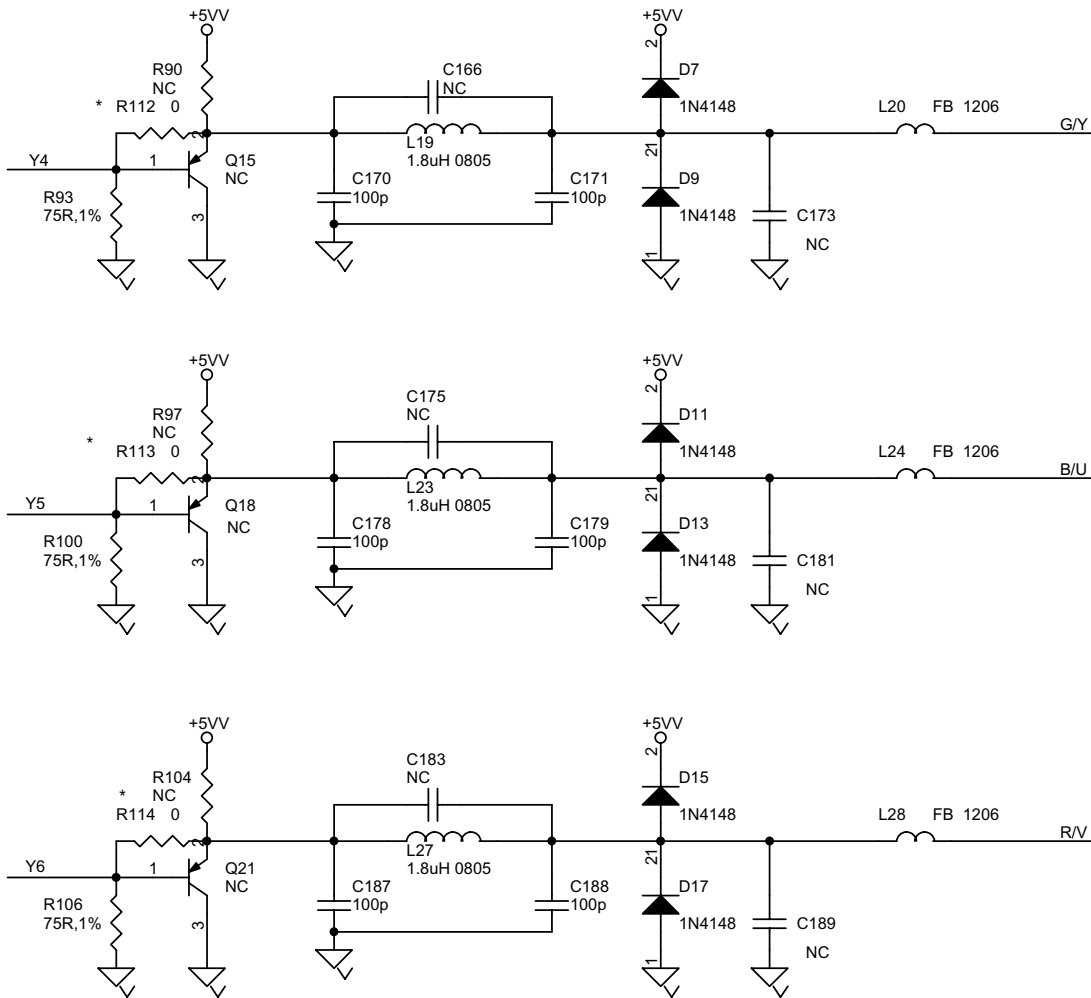 +5VV
+5VV
R90
NC
C166
NC
2
D7
1N4148
* R112 0
L20 FB 1206
G/Y
2
L19
1.8uH 0805
21
Y4
1
Q15
NC
C170
100p
C171
100p
D9
1N4148
R93
75R,1%
3
C173
NC
1
+5VV
+5VV
R97
NC
C175
NC
2
D11
1N4148
*
R113 0
L24 FB 1206
B/U
2
L23
1.8uH 0805
21
Y5
1
Q18
NC
C178
100p
C179
100p
D13
1N4148
R100
75R,1%
3
C181
NC
1
+5VV
+5VV
R104
NC
C183
NC
2
D15
1N4148
*
R114 0
L28 FB 1206
R/V
2
L27
1.8uH 0805
21
Y6
1
Q21
NC
C187
100p
C188
100p
D17
1N4148
R106
75R,1%
3
C189
NC
1